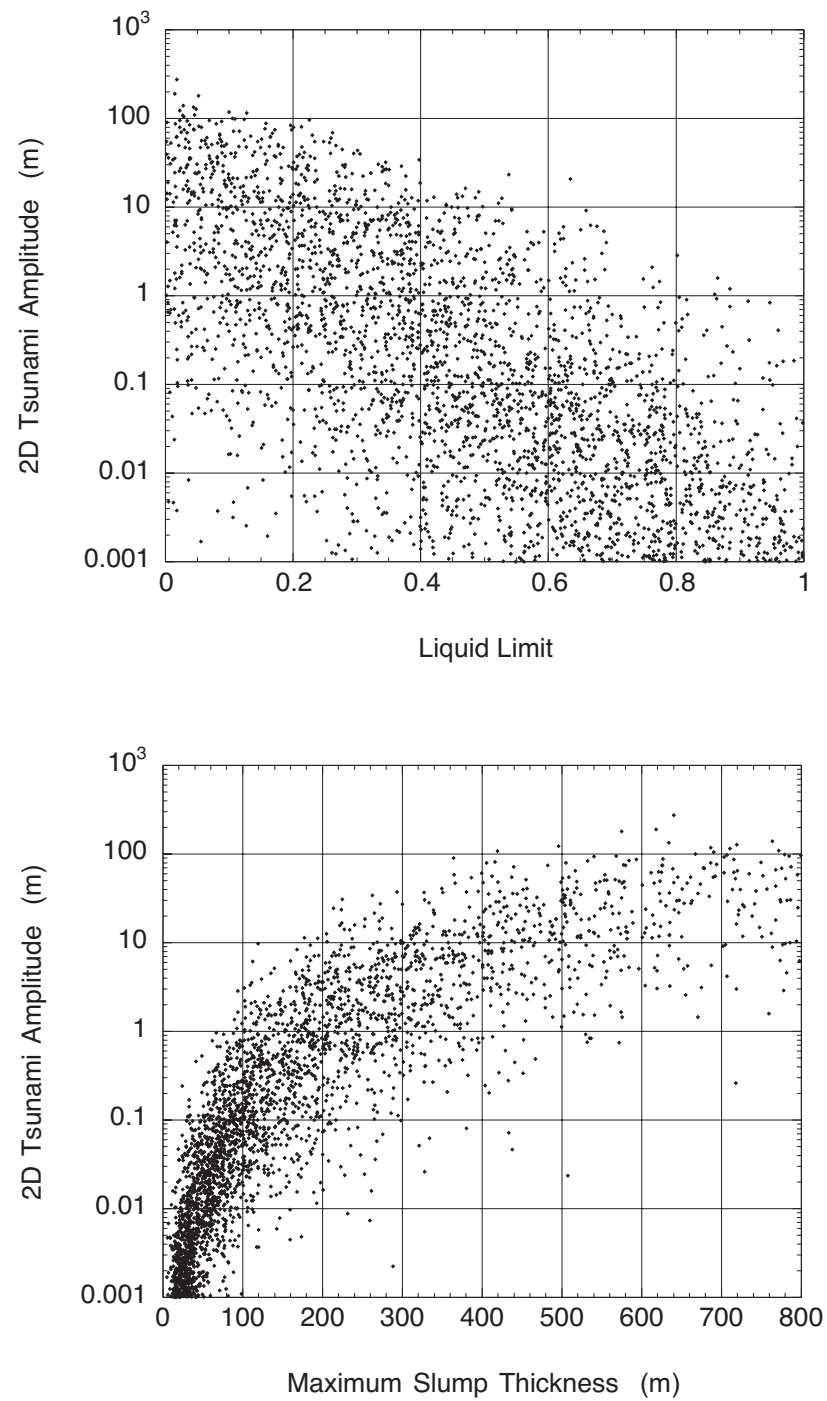 10³
100
10
1
0.1
0.01
0.001
2D Tsunami Amplitude (m)
0 0.2 0.4 0.6 0.8 1
Liquid Limit
10³
100
10
1
0.1
0.01
0.001
2D Tsunami Amplitude (m)
0 100 200 300 400 500 600 700 800
Maximum Slump Thickness (m)